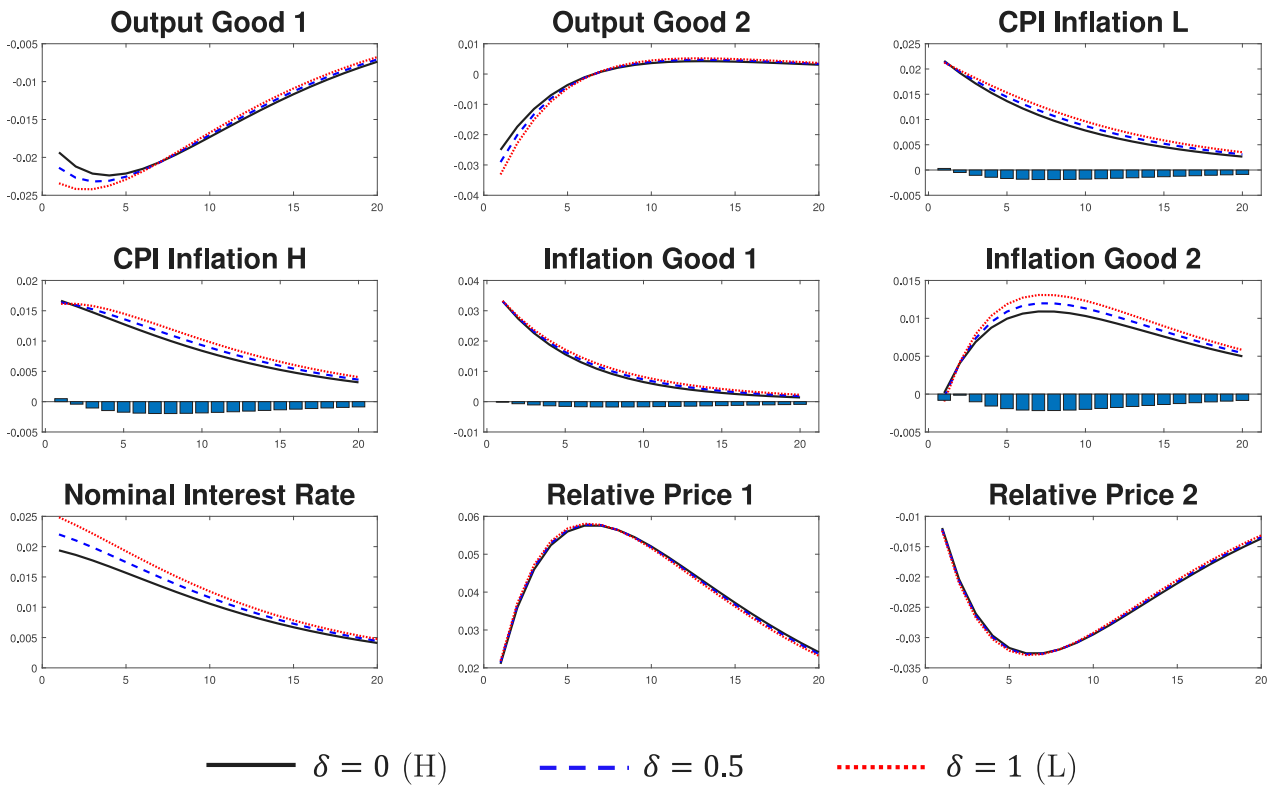 Output Good 1
-0.005
-0.01
-0.015
-0.02
-0.025
0 5 10 15 20
Output Good 2
0.01
0
-0.01
-0.02
-0.03
-0.04
0 5 10 15 20
CPI Inflation L
0.025
0.02
0.015
0.01
0.005
0
-0.005
0 5 10 15 20
CPI Inflation H
0.02
0.015
0.01
0.005
0
-0.005
0 5 10 15 20
Inflation Good 1
0.04
0.03
0.02
0.01
0
-0.01
0 5 10 15 20
Inflation Good 2
0.015
0.01
0.005
0
-0.005
0 5 10 15 20
Nominal Interest Rate
0.025
0.02
0.015
0.01
0.005
0
0 5 10 15 20
Relative Price 1
0.06
0.05
0.04
0.03
0.02
0 5 10 15 20
Relative Price 2
-0.01
-0.015
-0.02
-0.025
-0.03
-0.035
0 5 10 15 20
δ = 0 (H) δ = 0.5 δ = 1 (L)